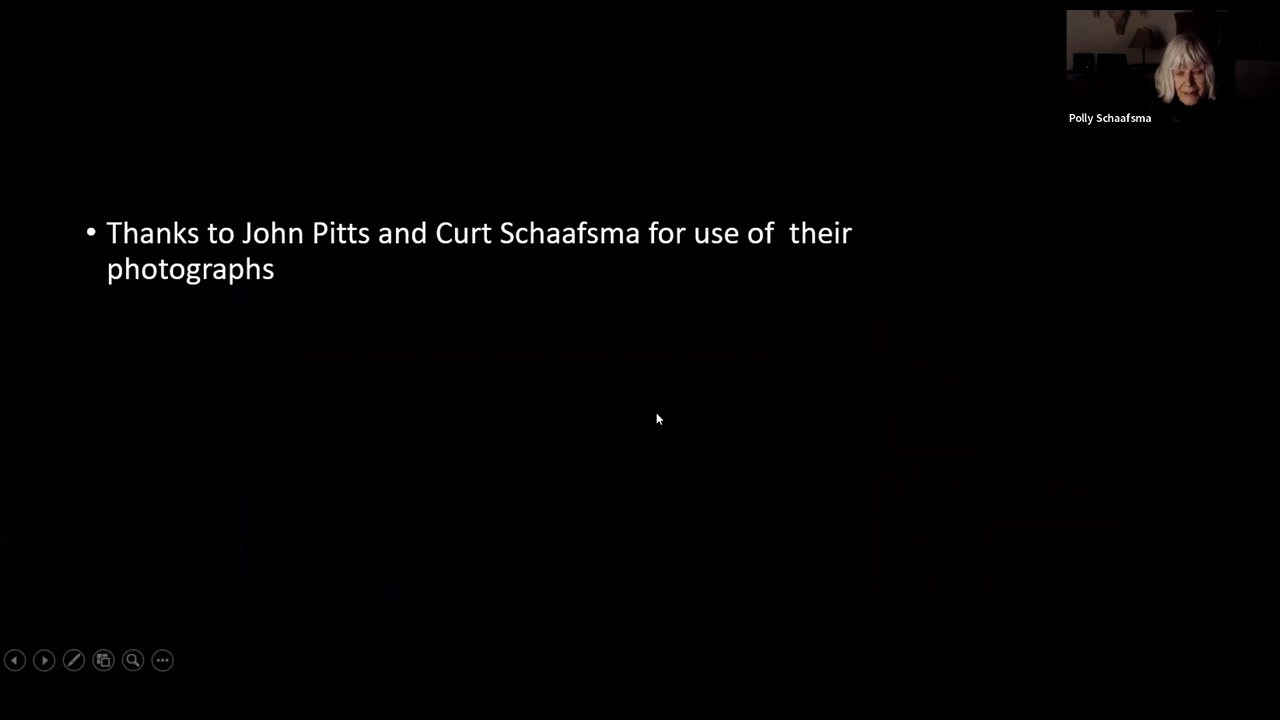 Polly Schaafsma
• Thanks to John Pitts and Curt Schaafsma for use of  their
photographs